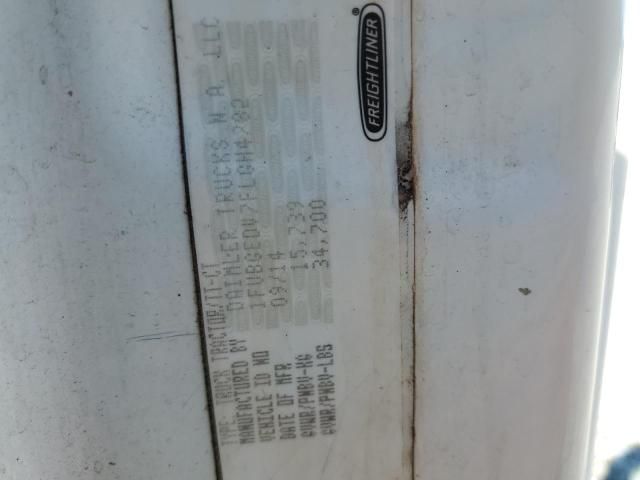 FREIGHTLINER®
TYPE: TRUCK TRACTOR/TT-CT
MANUFACTURED BY DAIMLER TRUCKS N.A. LLC
VEHICLE ID NO 1FUBGEDV7FLGH4282
DATE OF MFR 09/14
GVWR/PNBV-KG 15,739
GVWR/PNBV-LBS 34,700